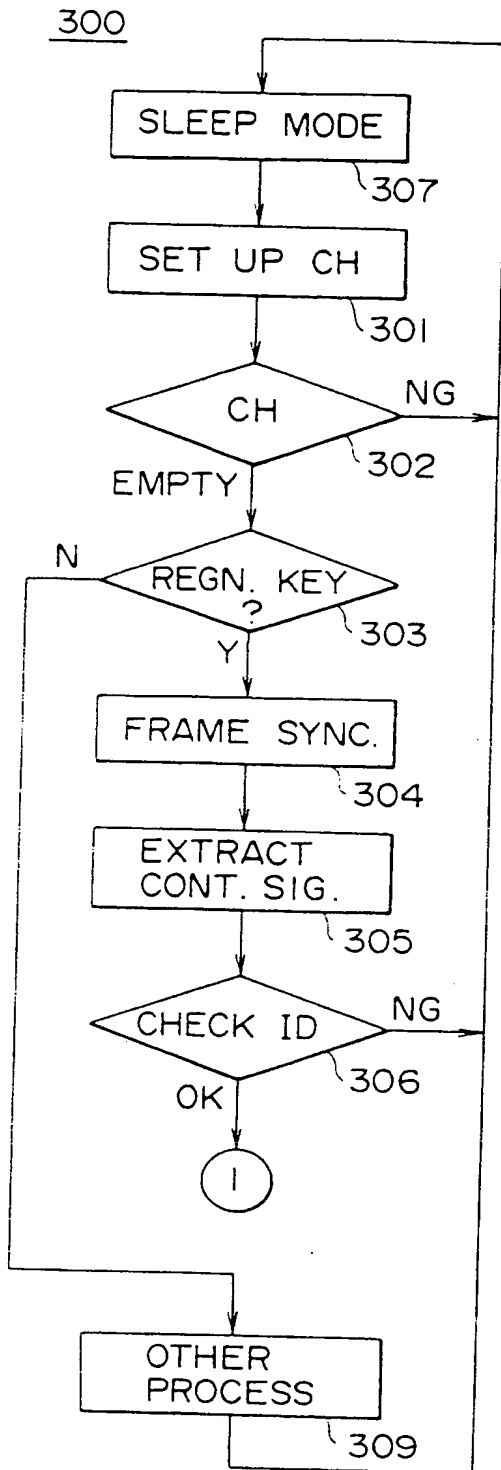 300
SLEEP MODE
307
SET UP CH
301
CH
NG
302
EMPTY
N
REGN. KEY
?
303
Y
FRAME SYNC.
304
EXTRACT
CONT. SIG.
305
CHECK ID
NG
306
OK
1
OTHER
PROCESS
309